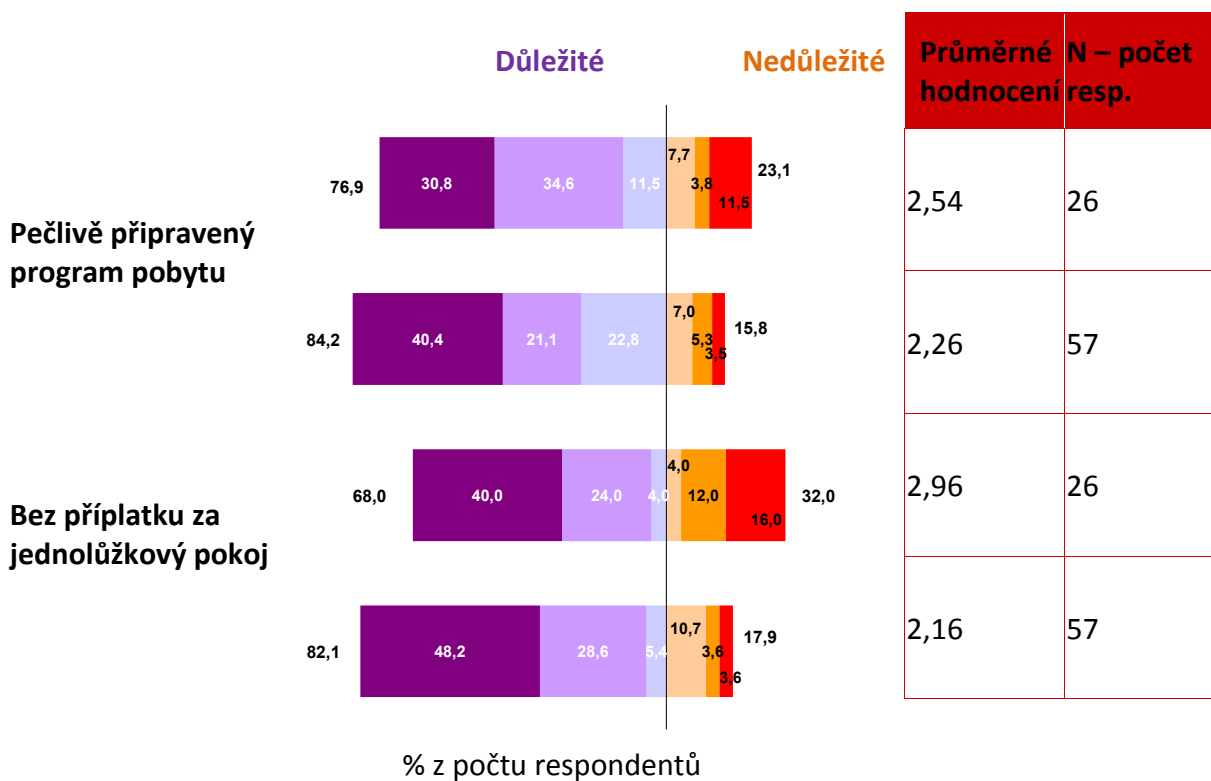 Důležité
Nedůležité
Průměrné hodnocení
N – počet resp.
Pečlivě připravený
program pobytu
76,9 30,8 34,6 11,5 7,7 3,8 11,5 23,1
2,54 26
84,2 40,4 21,1 22,8 7,0 5,3 3,5 15,8
2,26 57
Bez příplatku za
jednolůžkový pokoj
68,0 40,0 24,0 4,0 4,0 12,0 16,0 32,0
2,96 26
82,1 48,2 28,6 5,4 10,7 3,6 3,6 17,9
2,16 57
% z počtu respondentů